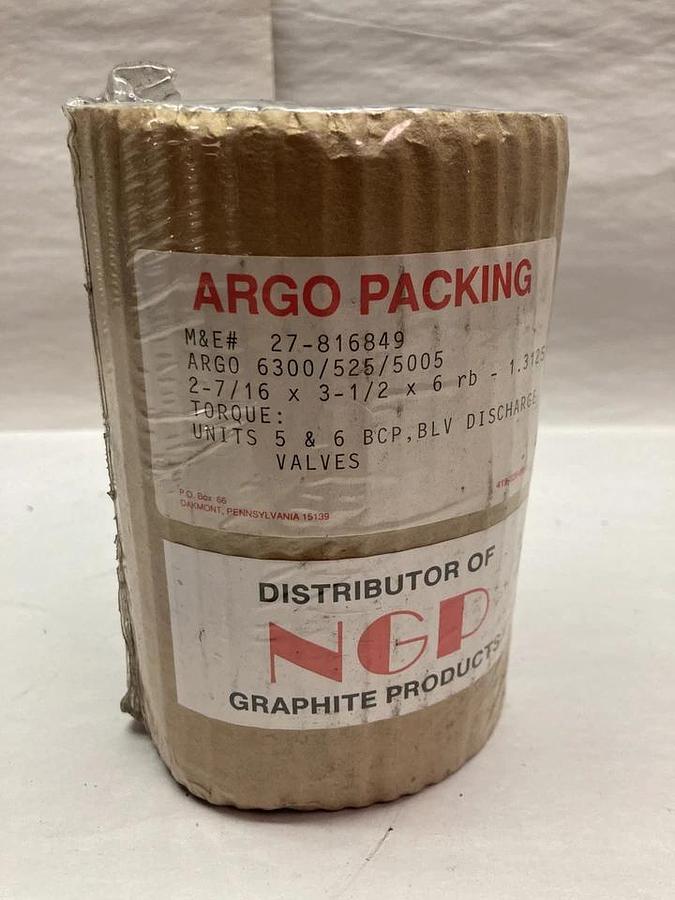 ARGO PACKING
M&E# 27-816849
ARGO 6300/525/5005
2-7/16 x 3-1/2 x 6 rb - 1.3125
TORQUE:
UNITS 5 & 6 BCP,BLV DISCHARGE
VALVES
P.O. Box 66
OAKMONT, PENNSYLVANIA 15139
DISTRIBUTOR OF
NGP
GRAPHITE PRODUCTS